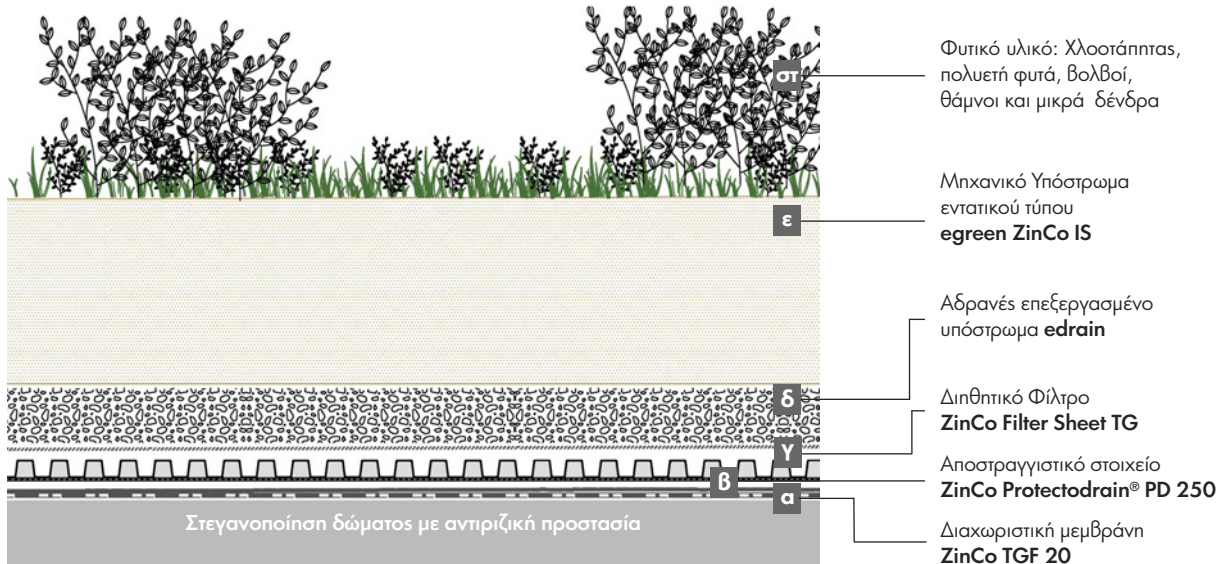 στ
Φυτικό υλικό: Χλοοτάπητας,
πολυετή φυτά, βολβοί,
θάμνοι και μικρά δένδρα
ε
Μηχανικό Υπόστρωμα
εντατικού τύπου
egreen ZinCo IS
Αδρανές επεξεργασμένο
υπόστρωμα edrain
δ
Διηθητικό Φίλτρο
ZinCo Filter Sheet TG
γ
Αποστραγγιστικό στοιχείο
ZinCo Protectodrain® PD 250
β
α
Στεγανοποίηση δώματος με αντιριζική προστασία
Διαχωριστική μεμβράνη
ZinCo TGF 20